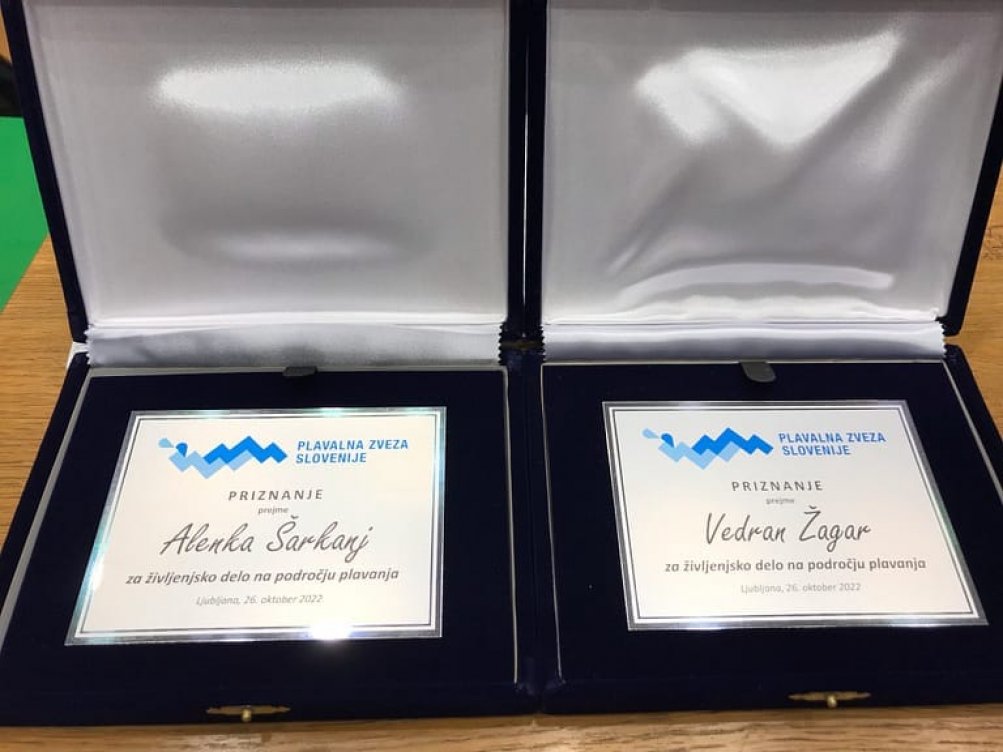 PLAVALNA ZVEZA
SLOVENIJE
PRIZNANJE
prejme
Alenka Šarkanj
za življenjsko delo na področju plavanja
Ljubljana, 26. oktober 2022
PLAVALNA ZVEZA
SLOVENIJE
PRIZNANJE
prejme
Vedran Žagar
za življenjsko delo na področju plavanja
Ljubljana, 26. oktober 2022